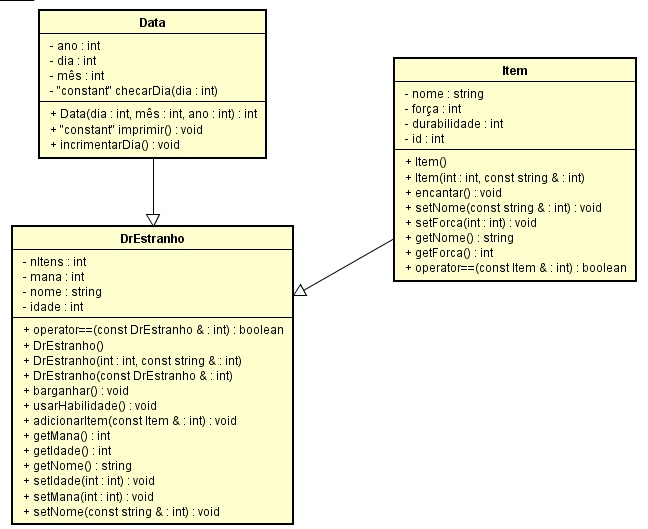 Data
- ano : int
- dia : int
- mês : int
- "constant" checarDia(dia : int)
+ Data(dia : int, mês : int, ano : int) : int
+ "constant" imprimir() : void
+ incrimentarDia() : void
Item
- nome : string
- força : int
- durabilidade : int
- id : int
+ Item()
+ Item(int : int, const string & : int)
+ encantar() : void
+ setNome(const string & : int) : void
+ setForca(int : int) : void
+ getNome() : string
+ getForca() : int
+ operator==(const Item & : int) : boolean
DrEstranho
- nItens : int
- mana : int
- nome : string
- idade : int
+ operator==(const DrEstranho & : int) : boolean
+ DrEstranho()
+ DrEstranho(int : int, const string & : int)
+ DrEstranho(const DrEstranho & : int)
+ barganhar() : void
+ usarHabilidade() : void
+ adicionarItem(const Item & : int) : void
+ getMana() : int
+ getIdade() : int
+ getNome() : string
+ setIdade(int : int) : void
+ setMana(int : int) : void
+ setNome(const string & : int) : void